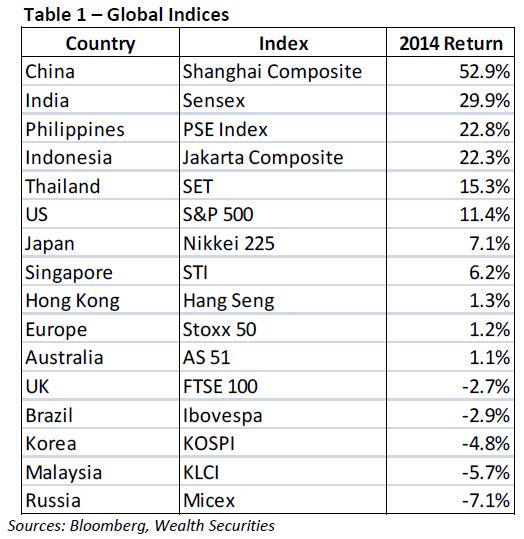 Table 1 – Global Indices
Country Index 2014 Return
China Shanghai Composite 52.9%
India Sensex 29.9%
Philippines PSE Index 22.8%
Indonesia Jakarta Composite 22.3%
Thailand SET 15.3%
US S&P 500 11.4%
Japan Nikkei 225 7.1%
Singapore STI 6.2%
Hong Kong Hang Seng 1.3%
Europe Stoxx 50 1.2%
Australia AS 51 1.1%
UK FTSE 100 -2.7%
Brazil Ibovespa -2.9%
Korea KOSPI -4.8%
Malaysia KLCI -5.7%
Russia Micex -7.1%
Sources: Bloomberg, Wealth Securities